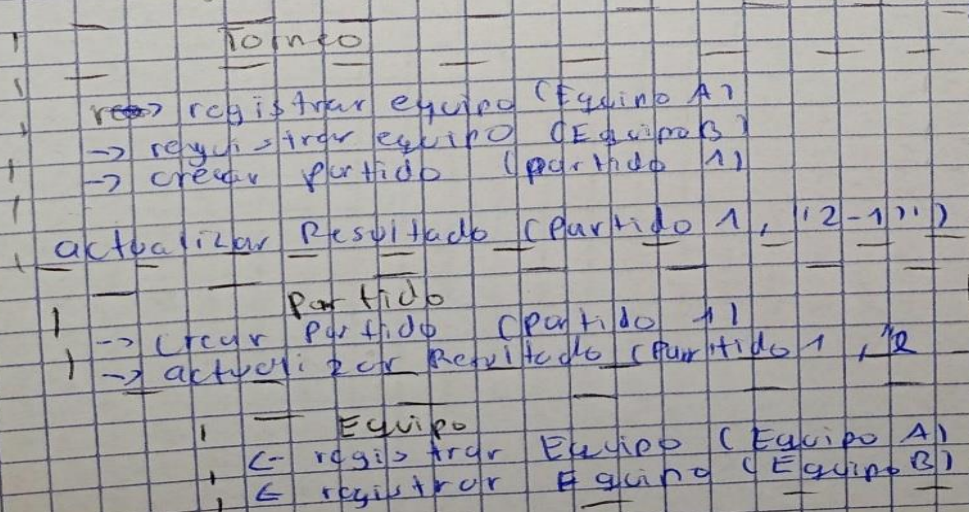 Torneo
→ registrar equipo (Equipo A)
→ registrar equipo (Equipo B)
→ crear partido (partido 1)
actualizar Resultado (Partido 1, "2-1")
Partido
→ crear partido (partido 1)
→ actualizar Resultado (Partido 1, "2
Equipo
← registrar Equipo (Equipo A)
← registrar Equipo (Equipo B)